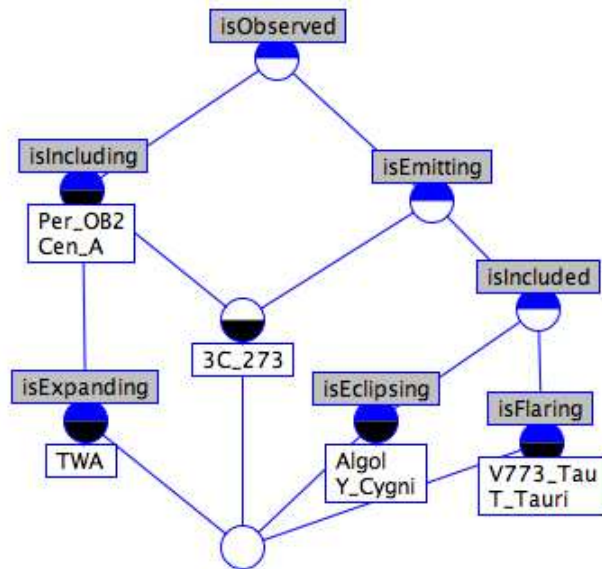 isObserved
isIncluding
isEmitting
Per_OB2
Cen_A
isIncluded
3C_273
isExpanding
isEclipsing
isFlaring
TWA
Algol
Y_Cygni
V773_Tau
T_Tauri